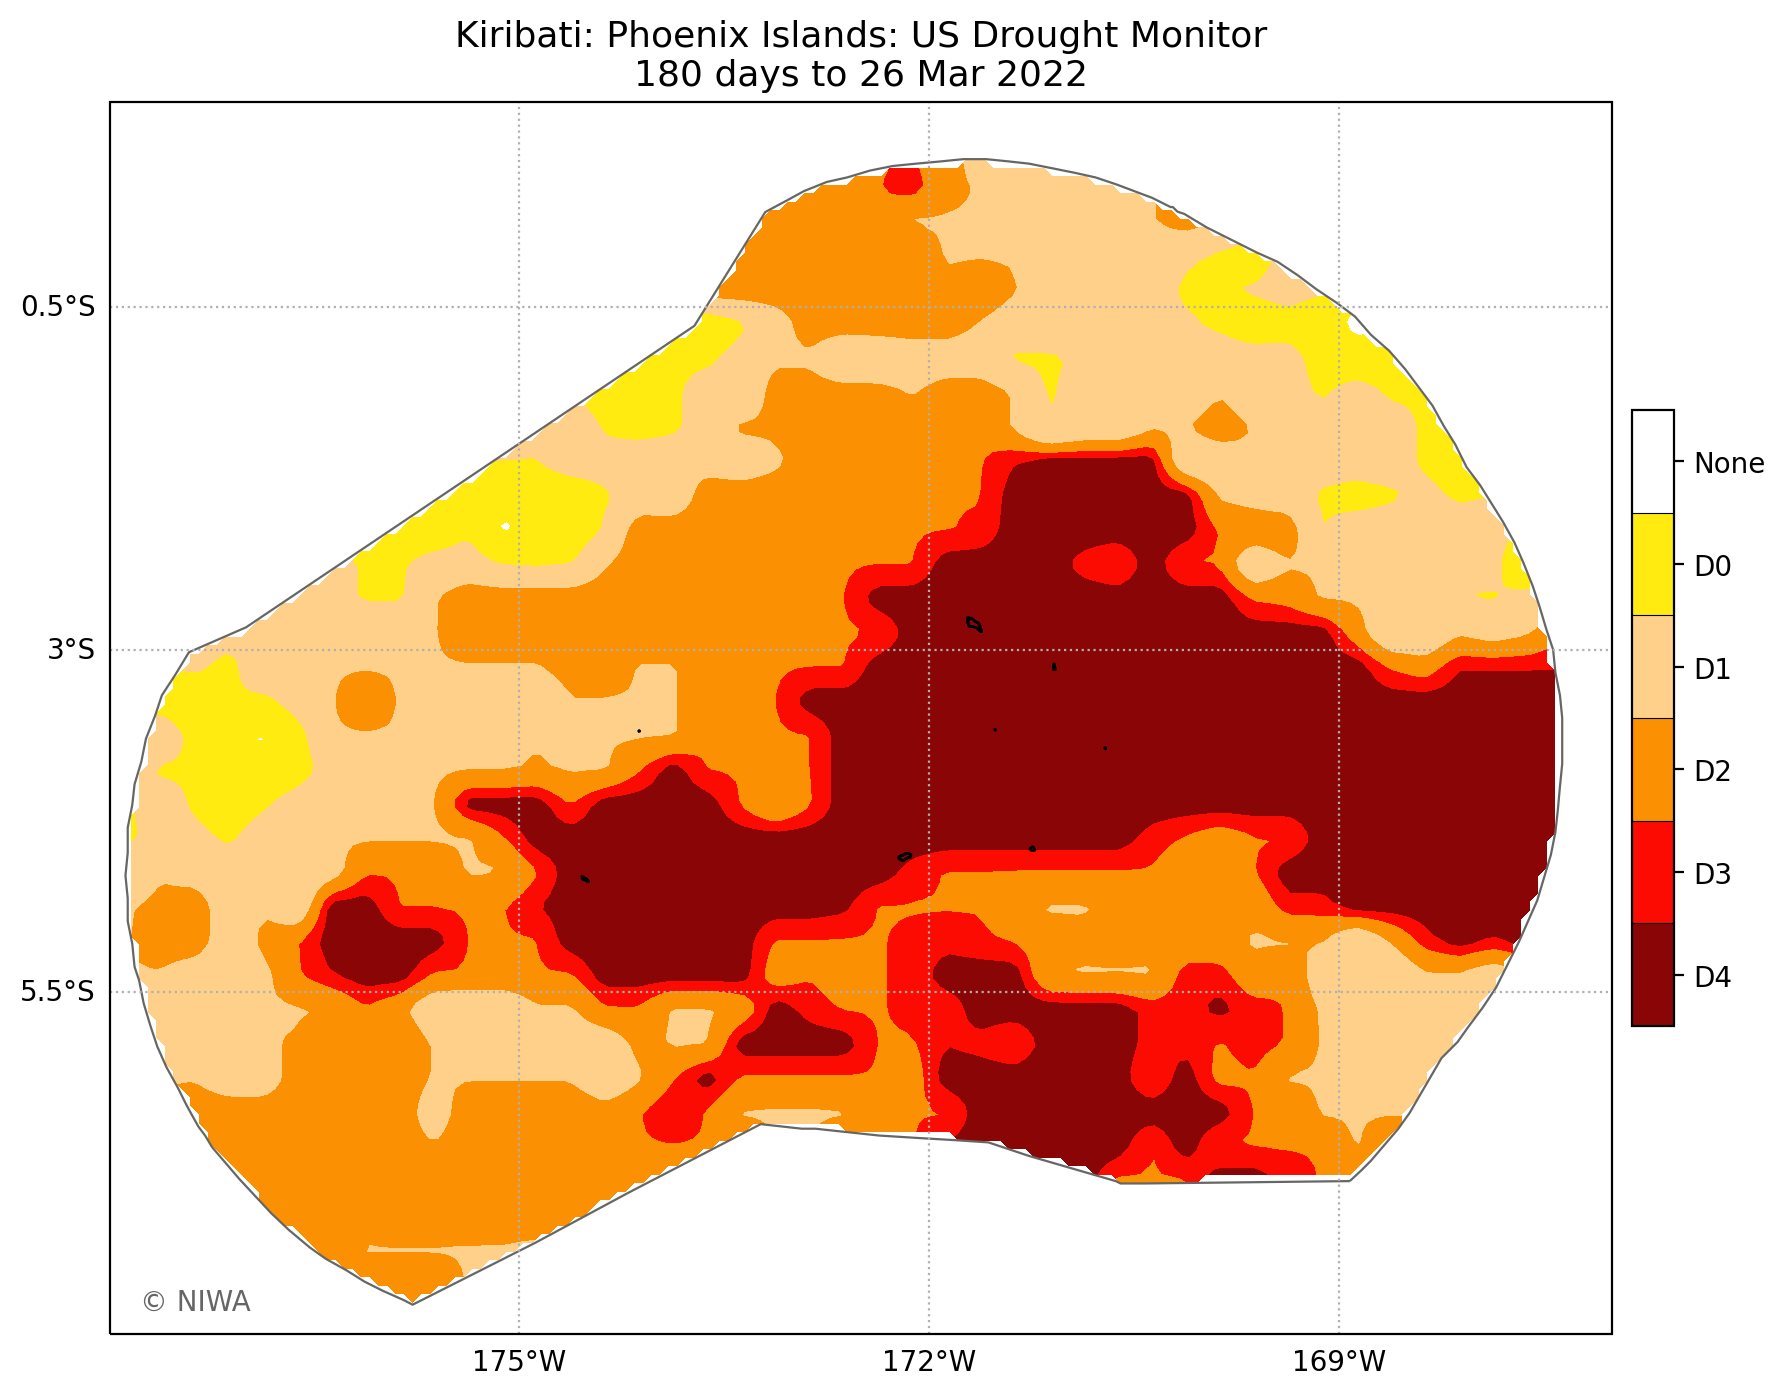 Kiribati: Phoenix Islands: US Drought Monitor
180 days to 26 Mar 2022
0.5°S
3°S
5.5°S
175°W
172°W
169°W
None
D0
D1
D2
D3
D4
© NIWA